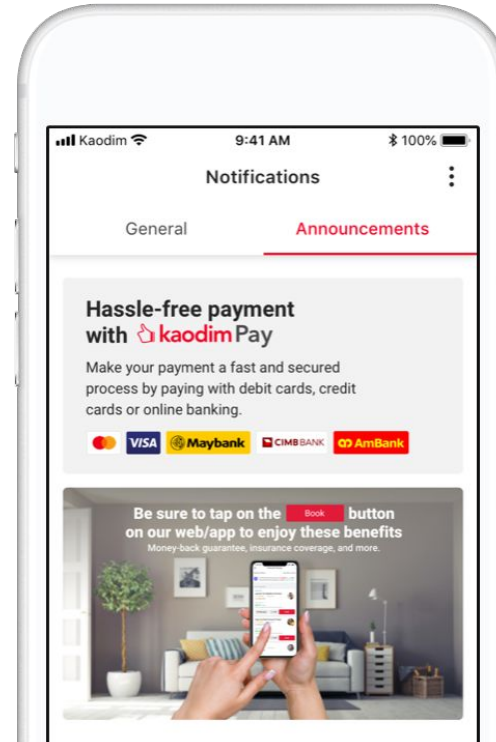 Kaodim 9:41 AM 100%
Notifications
General Announcements
Hassle-free payment
with kaodim Pay
Make your payment a fast and secured
process by paying with debit cards, credit
cards or online banking.
VISA Maybank CIMB BANK AmBank
Be sure to tap on the Book button
on our web/app to enjoy these benefits
Money-back guarantee, insurance coverage, and more.